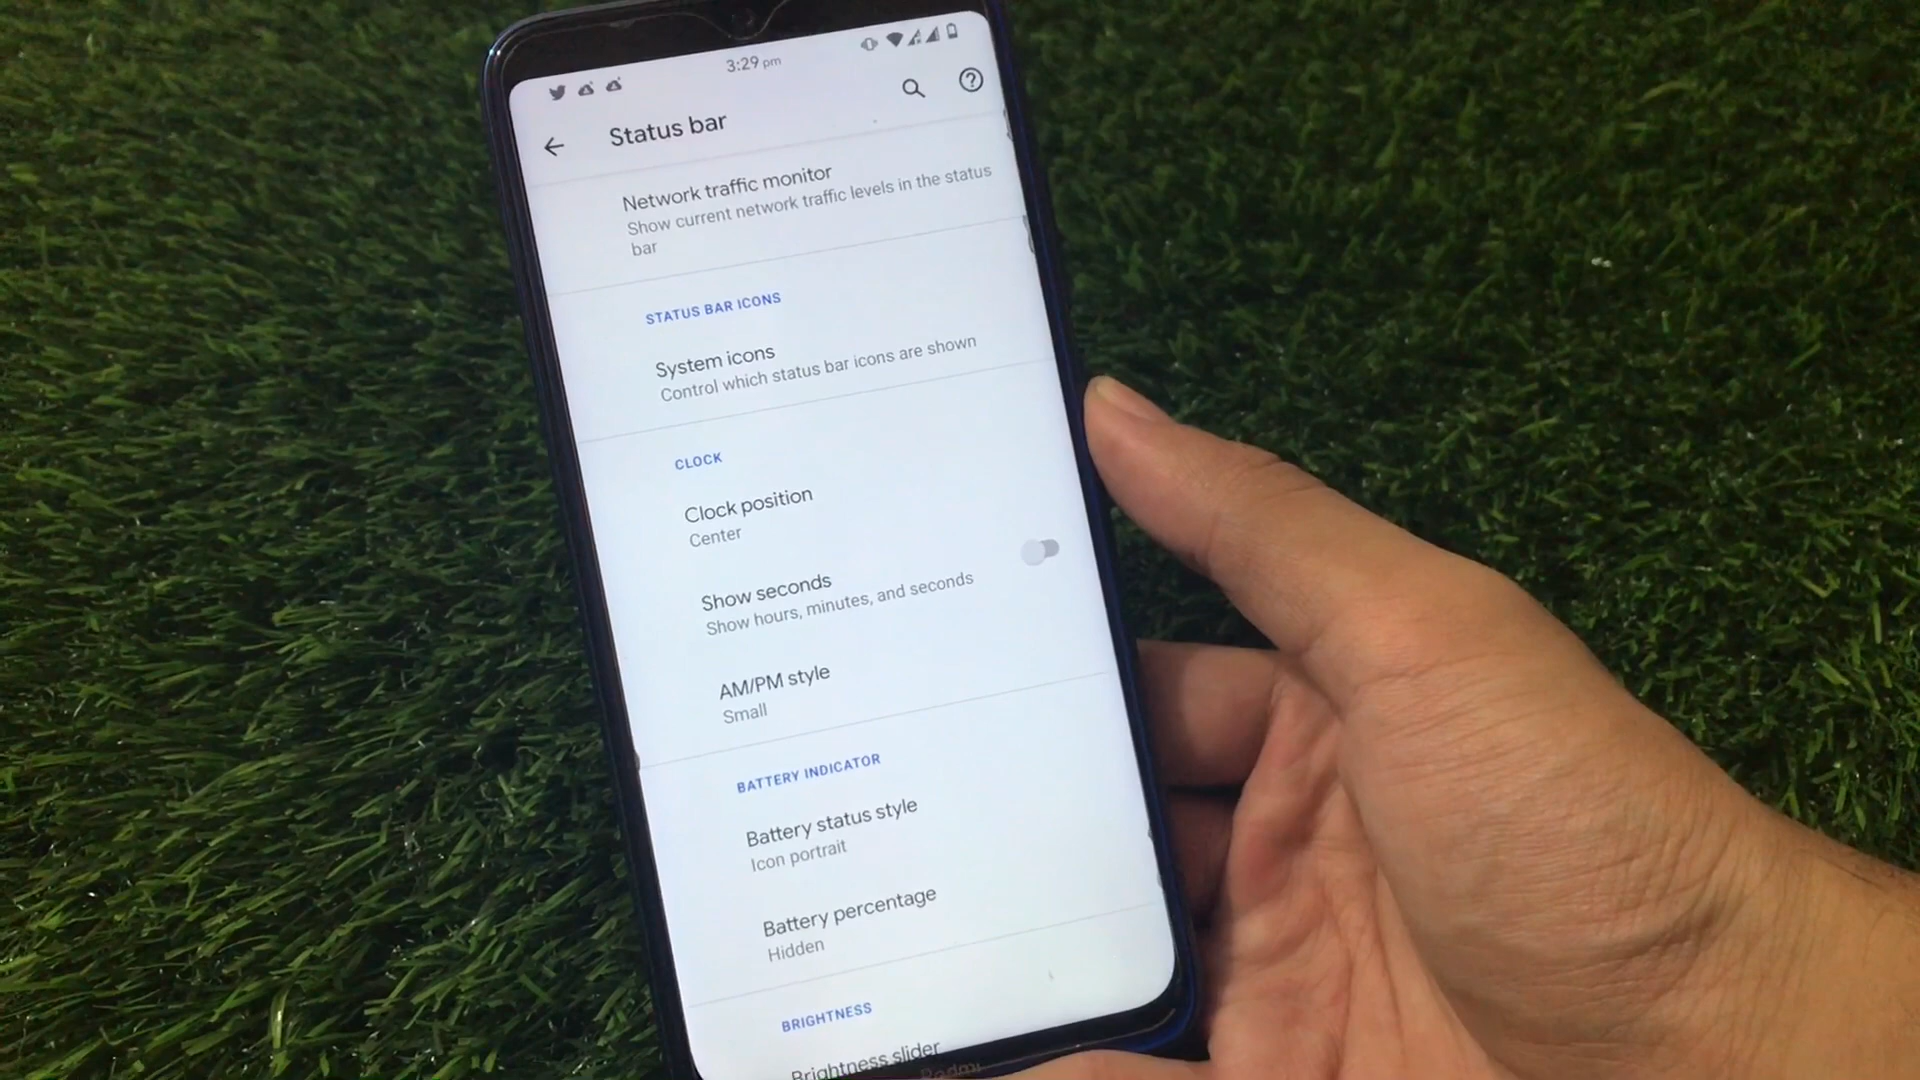 3:29 pm
Status bar
Network traffic monitor
Show current network traffic levels in the status
bar
STATUS BAR ICONS
System icons
Control which status bar icons are shown
CLOCK
Clock position
Center
Show seconds
Show hours, minutes, and seconds
AM/PM style
Small
BATTERY INDICATOR
Battery status style
Icon portrait
Battery percentage
Hidden
BRIGHTNESS
Brightness slider
Redmi